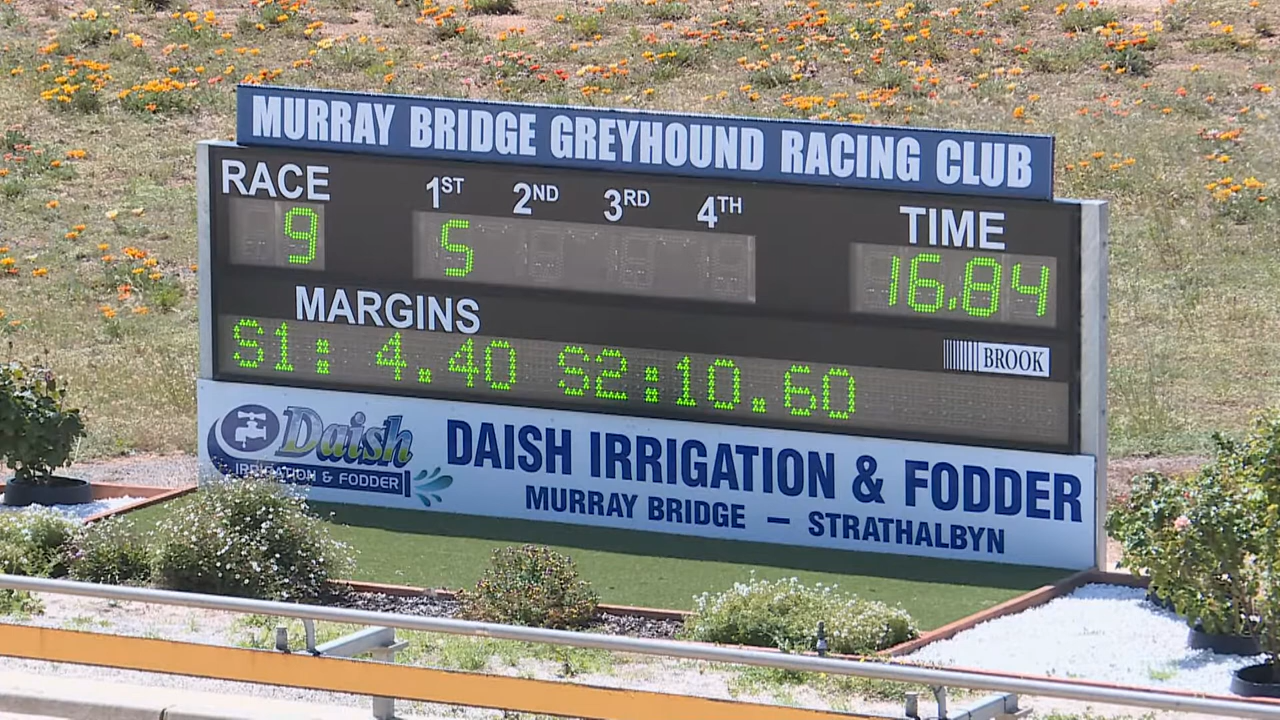 MURRAY BRIDGE GREYHOUND RACING CLUB
RACE 1ST 2ND 3RD 4TH TIME
9 5 16.84
MARGINS
BROOK
S1: 4.40 S2:10.60
Daish
IRRIGATION & FODDER
DAISH IRRIGATION & FODDER
MURRAY BRIDGE – STRATHALBYN